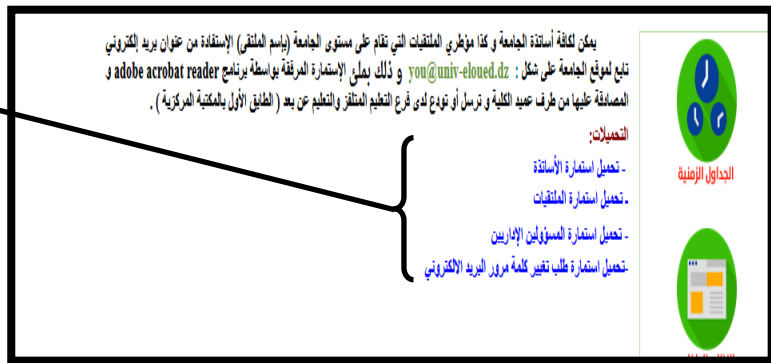 يمكن لكافة أساتذة الجامعة و كذا مؤطري الملتقيات التي تقام على مستوى الجامعة (بإسم الملتقى) الإستفادة من عنوان بريد إلكتروني
تابع لموقع الجامعة على شكل : you@univ-eloued.dz و ذلك بملئ الإستمارة المرفقة بواسطة برنامج adobe acrobat reader و
المصادقة عليها من طرف عميد الكلية و ترسل أو تودع لدى فرع التعليم المتلفز والتعليم عن بعد ( الطابق الأول بالمكتبة المركزية ) .
التحميلات:
- تحميل استمارة الأساتذة
- تحميل استمارة الملتقيات
- تحميل استمارة المسؤولين الإداريين
-تحميل استمارة طلب تغيير كلمة مرور البريد الالكتروني
الجداول الزمنية